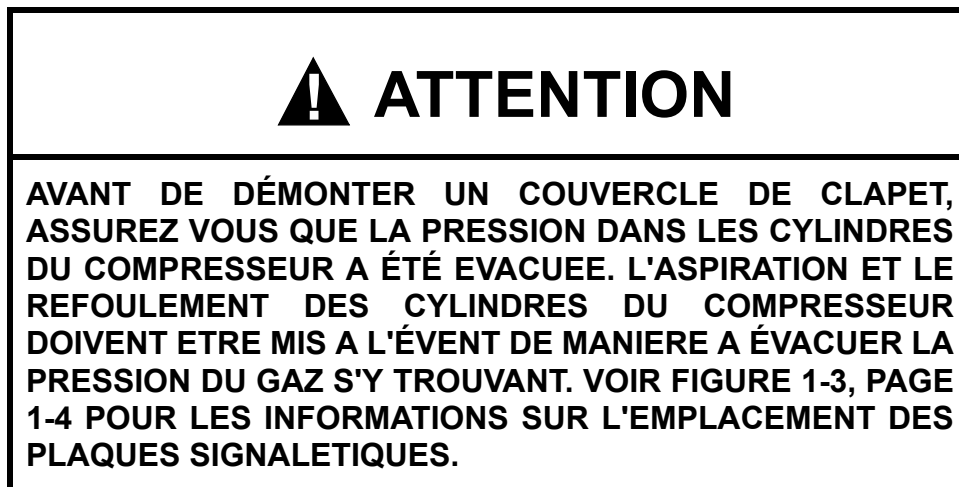 ATTENTION
AVANT DE DÉMONTER UN COUVERCLE DE CLAPET,
ASSUREZ VOUS QUE LA PRESSION DANS LES CYLINDRES
DU COMPRESSEUR A ÉTÉ EVACUEE. L'ASPIRATION ET LE
REFOULEMENT DES CYLINDRES DU COMPRESSEUR
DOIVENT ETRE MIS A L'ÉVENT DE MANIERE A ÉVACUER LA
PRESSION DU GAZ S'Y TROUVANT. VOIR FIGURE 1-3, PAGE
1-4 POUR LES INFORMATIONS SUR L'EMPLACEMENT DES
PLAQUES SIGNALETIQUES.